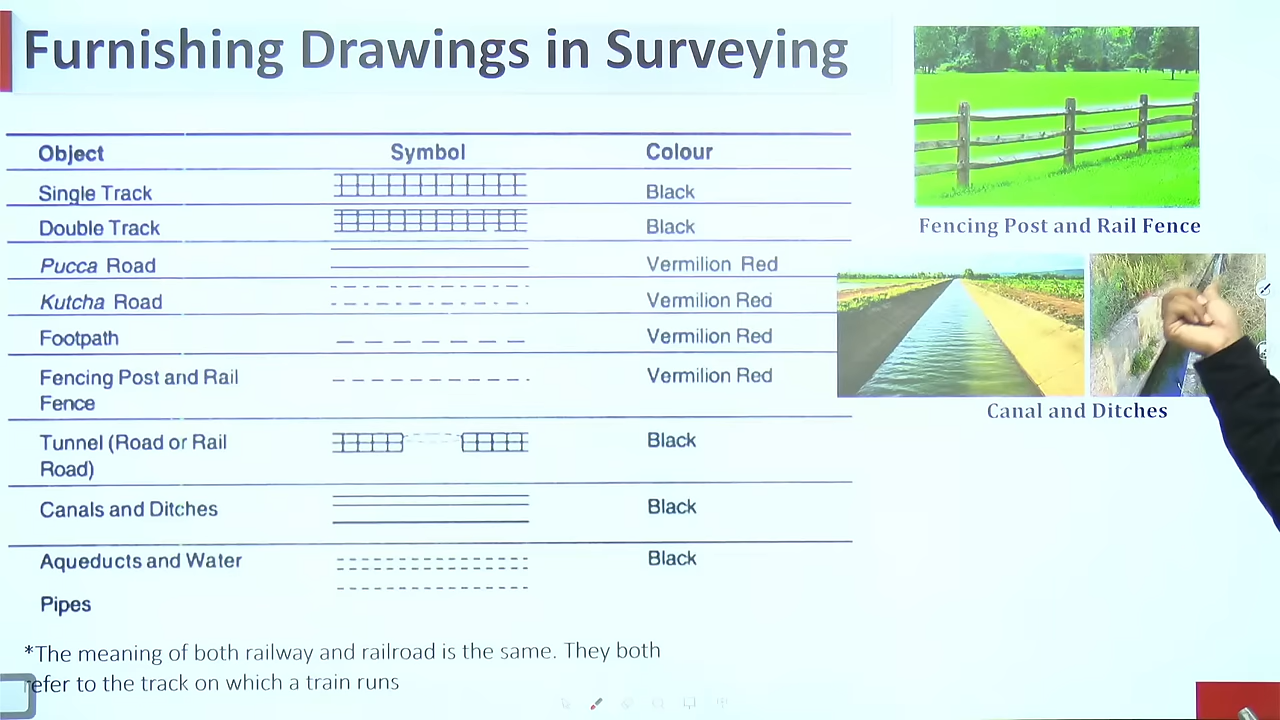 Furnishing Drawings in Surveying
Object Symbol Colour
Single Track Black
Double Track Black
Pucca Road Vermilion Red
Kutcha Road Vermilion Red
Footpath Vermilion Red
Fencing Post and Rail Vermilion Red
Fence
Tunnel (Road or Rail Black
Road)
Canals and Ditches Black
Aqueducts and Water Black
Pipes
*The meaning of both railway and railroad is the same. They both
refer to the track on which a train runs
Fencing Post and Rail Fence
Canal and Ditches